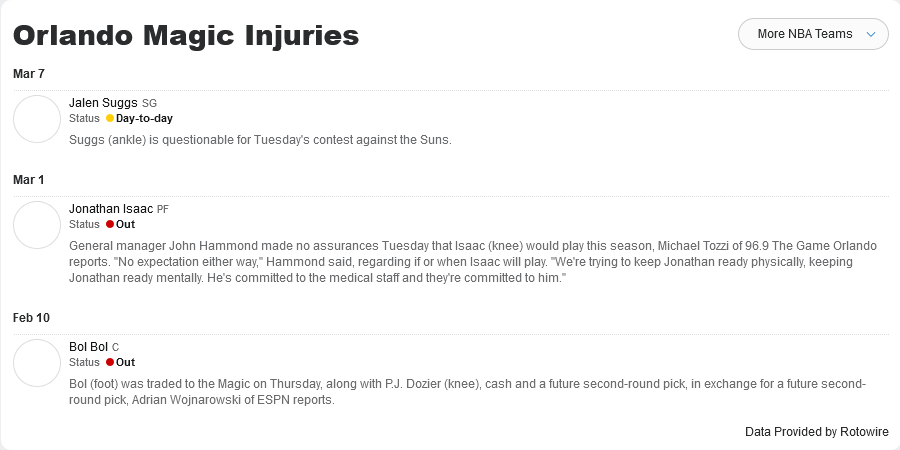 Orlando Magic Injuries
More NBA Teams
Mar 7
Jalen Suggs SG
Status Day-to-day
Suggs (ankle) is questionable for Tuesday's contest against the Suns.
Mar 1
Jonathan Isaac PF
Status Out
General manager John Hammond made no assurances Tuesday that Isaac (knee) would play this season, Michael Tozzi of 96.9 The Game Orlando
reports. "No expectation either way," Hammond said, regarding if or when Isaac will play. "We're trying to keep Jonathan ready physically, keeping
Jonathan ready mentally. He's committed to the medical staff and they're committed to him."
Feb 10
Bol Bol C
Status Out
Bol (foot) was traded to the Magic on Thursday, along with P.J. Dozier (knee), cash and a future second-round pick, in exchange for a future second-
round pick, Adrian Wojnarowski of ESPN reports.
Data Provided by Rotowire